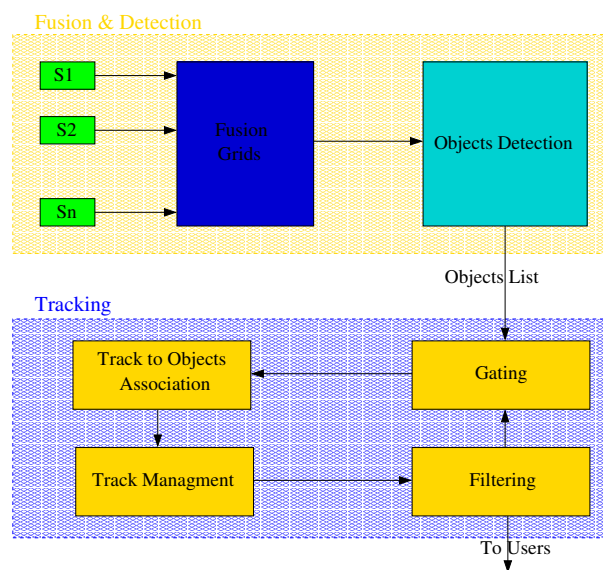 Fusion & Detection
S1
S2
Sn
Fusion
Grids
Objects Detection
Objects List
Tracking
Track to Objects
Association
Gating
Track Managment
Filtering
To Users